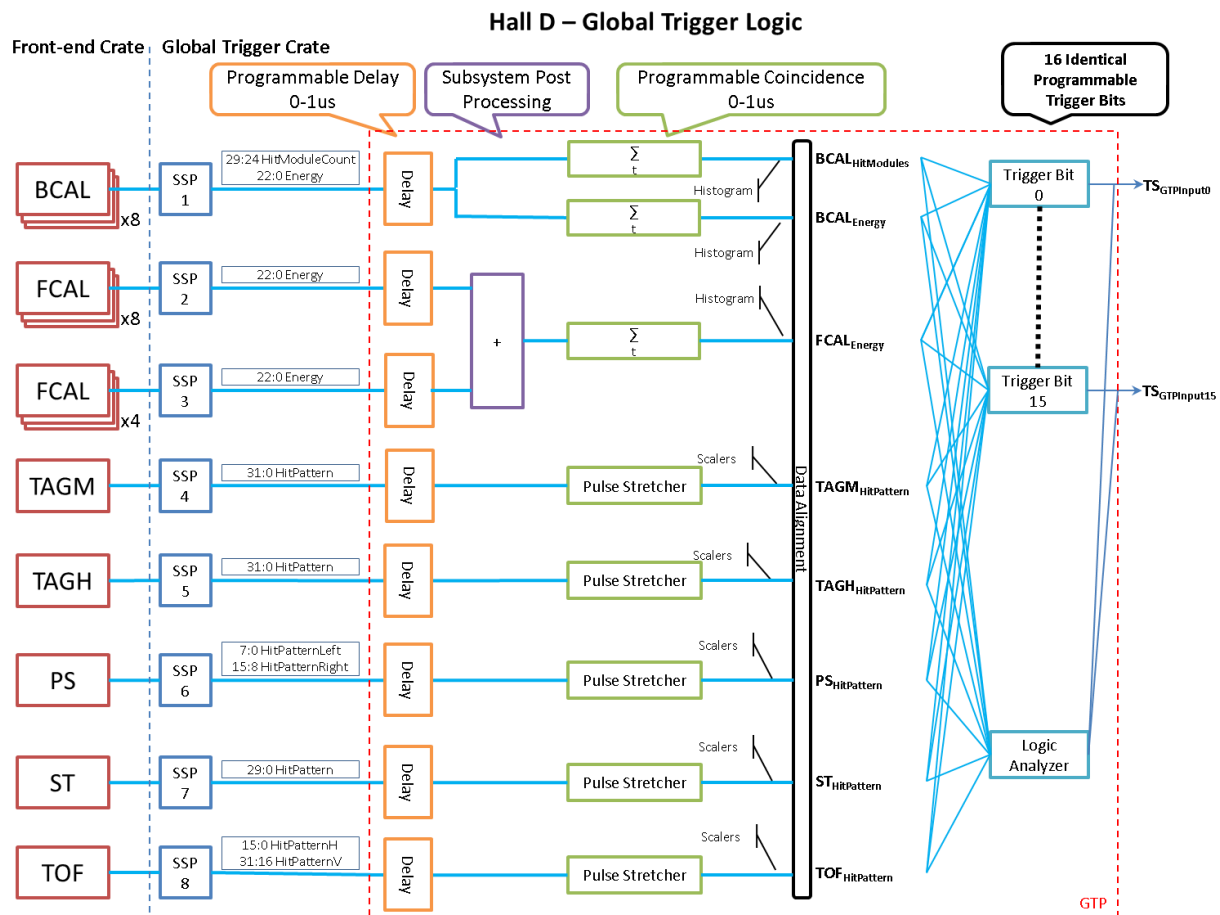 Hall D – Global Trigger Logic
Front-end Crate
Global Trigger Crate
Programmable Delay
0-1us
Subsystem Post
Processing
Programmable Coincidence
0-1us
16 Identical
Programmable
Trigger Bits
BCAL
x8
SSP
1
29:24 HitModuleCount
22:0 Energy
Delay
Σ
t
Histogram
BCALHitModules
Σ
t
Histogram
BCALEnergy
Trigger Bit
0
TSGTPInput0
FCAL
x8
SSP
2
22:0 Energy
Delay
+
Σ
t
Histogram
FCALEnergy
FCAL
x4
SSP
3
22:0 Energy
Delay
Trigger Bit
15
TSGTPInput15
Data Alignment
TAGM
SSP
4
31:0 HitPattern
Delay
Pulse Stretcher
Scalers
TAGMHitPattern
TAGH
SSP
5
31:0 HitPattern
Delay
Pulse Stretcher
Scalers
TAGHHitPattern
PS
SSP
6
7:0 HitPatternLeft
15:8 HitPatternRight
Delay
Pulse Stretcher
Scalers
PSHitPattern
ST
SSP
7
29:0 HitPattern
Delay
Pulse Stretcher
Scalers
STHitPattern
Logic
Analyzer
TOF
SSP
8
15:0 HitPatternH
31:16 HitPatternV
Delay
Pulse Stretcher
Scalers
TOFHitPattern
GTP